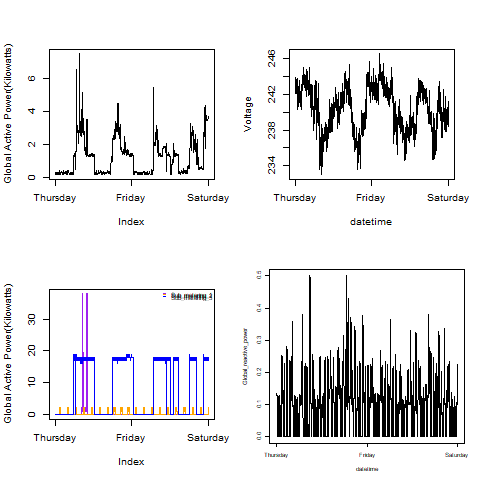 Global Active Power(Kilowatts)
0 2 4 6
Thursday Friday Saturday
Index
Voltage
234 238 242 246
Thursday Friday Saturday
datetime
Global Active Power(Kilowatts)
0 10 20 30
Thursday Friday Saturday
Index
Global_reactive_power
0.0 0.1 0.2 0.3 0.4 0.5
Thursday Friday Saturday
datetime